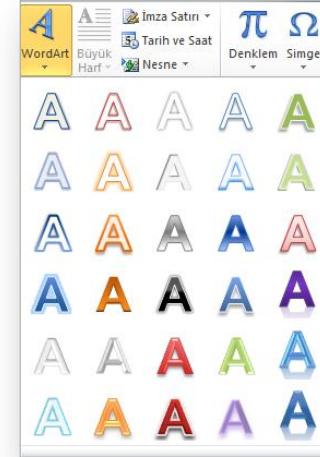 WordArt
Büyük
Harf
İmza Satırı
Tarih ve Saat
Nesne
π Ω
Denklem Simge
A A A A A
A A A A A
A A A A A
A A A A A
A A A A A
A A A A A